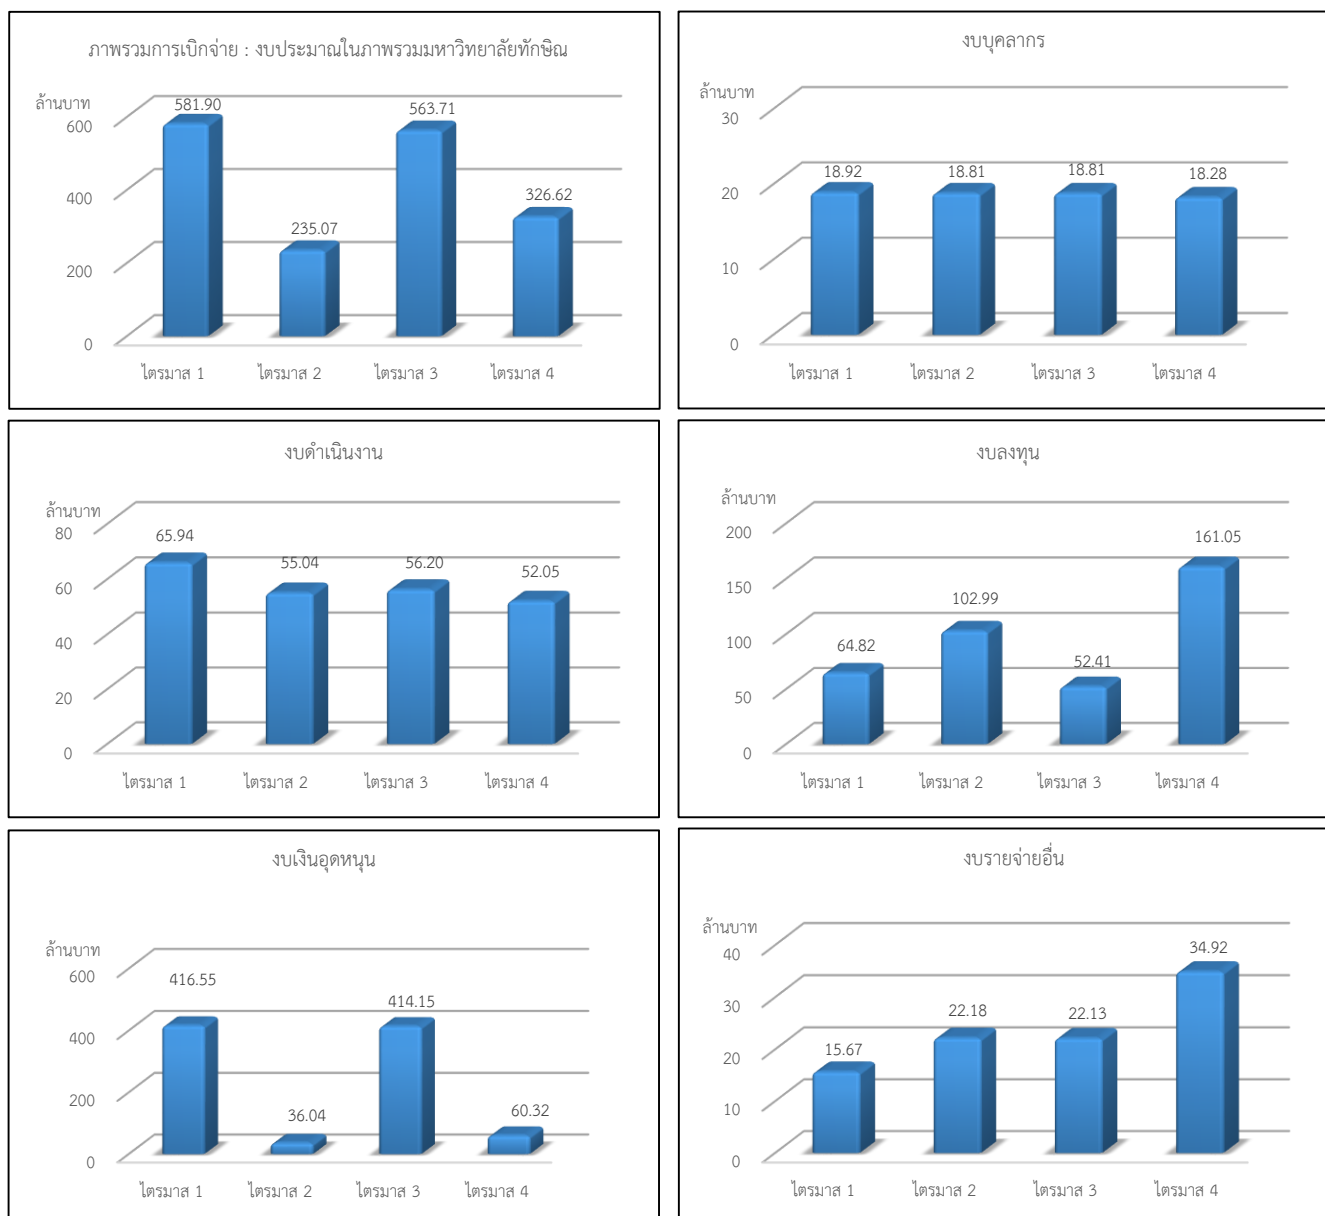 ภาพรวมการเบิกจ่าย : งบประมาณในภาพรวมมหาวิทยาลัยทักษิณ
ล้านบาท
600
400
200
0
581.90
235.07
563.71
326.62
ไตรมาส 1 ไตรมาส 2 ไตรมาส 3 ไตรมาส 4
งบบุคลากร
ล้านบาท
30
20
10
0
18.92 18.81 18.81 18.28
ไตรมาส 1 ไตรมาส 2 ไตรมาส 3 ไตรมาส 4
งบดำเนินงาน
ล้านบาท
80
60
40
20
0
65.94
55.04
56.20
52.05
ไตรมาส 1 ไตรมาส 2 ไตรมาส 3 ไตรมาส 4
งบลงทุน
ล้านบาท
200
150
100
50
0
64.82
102.99
52.41
161.05
ไตรมาส 1 ไตรมาส 2 ไตรมาส 3 ไตรมาส 4
งบเงินอุดหนุน
ล้านบาท
600
400
200
0
416.55
36.04
414.15
60.32
ไตรมาส 1 ไตรมาส 2 ไตรมาส 3 ไตรมาส 4
งบรายจ่ายอื่น
ล้านบาท
40
30
20
10
0
15.67
22.18
22.13
34.92
ไตรมาส 1 ไตรมาส 2 ไตรมาส 3 ไตรมาส 4